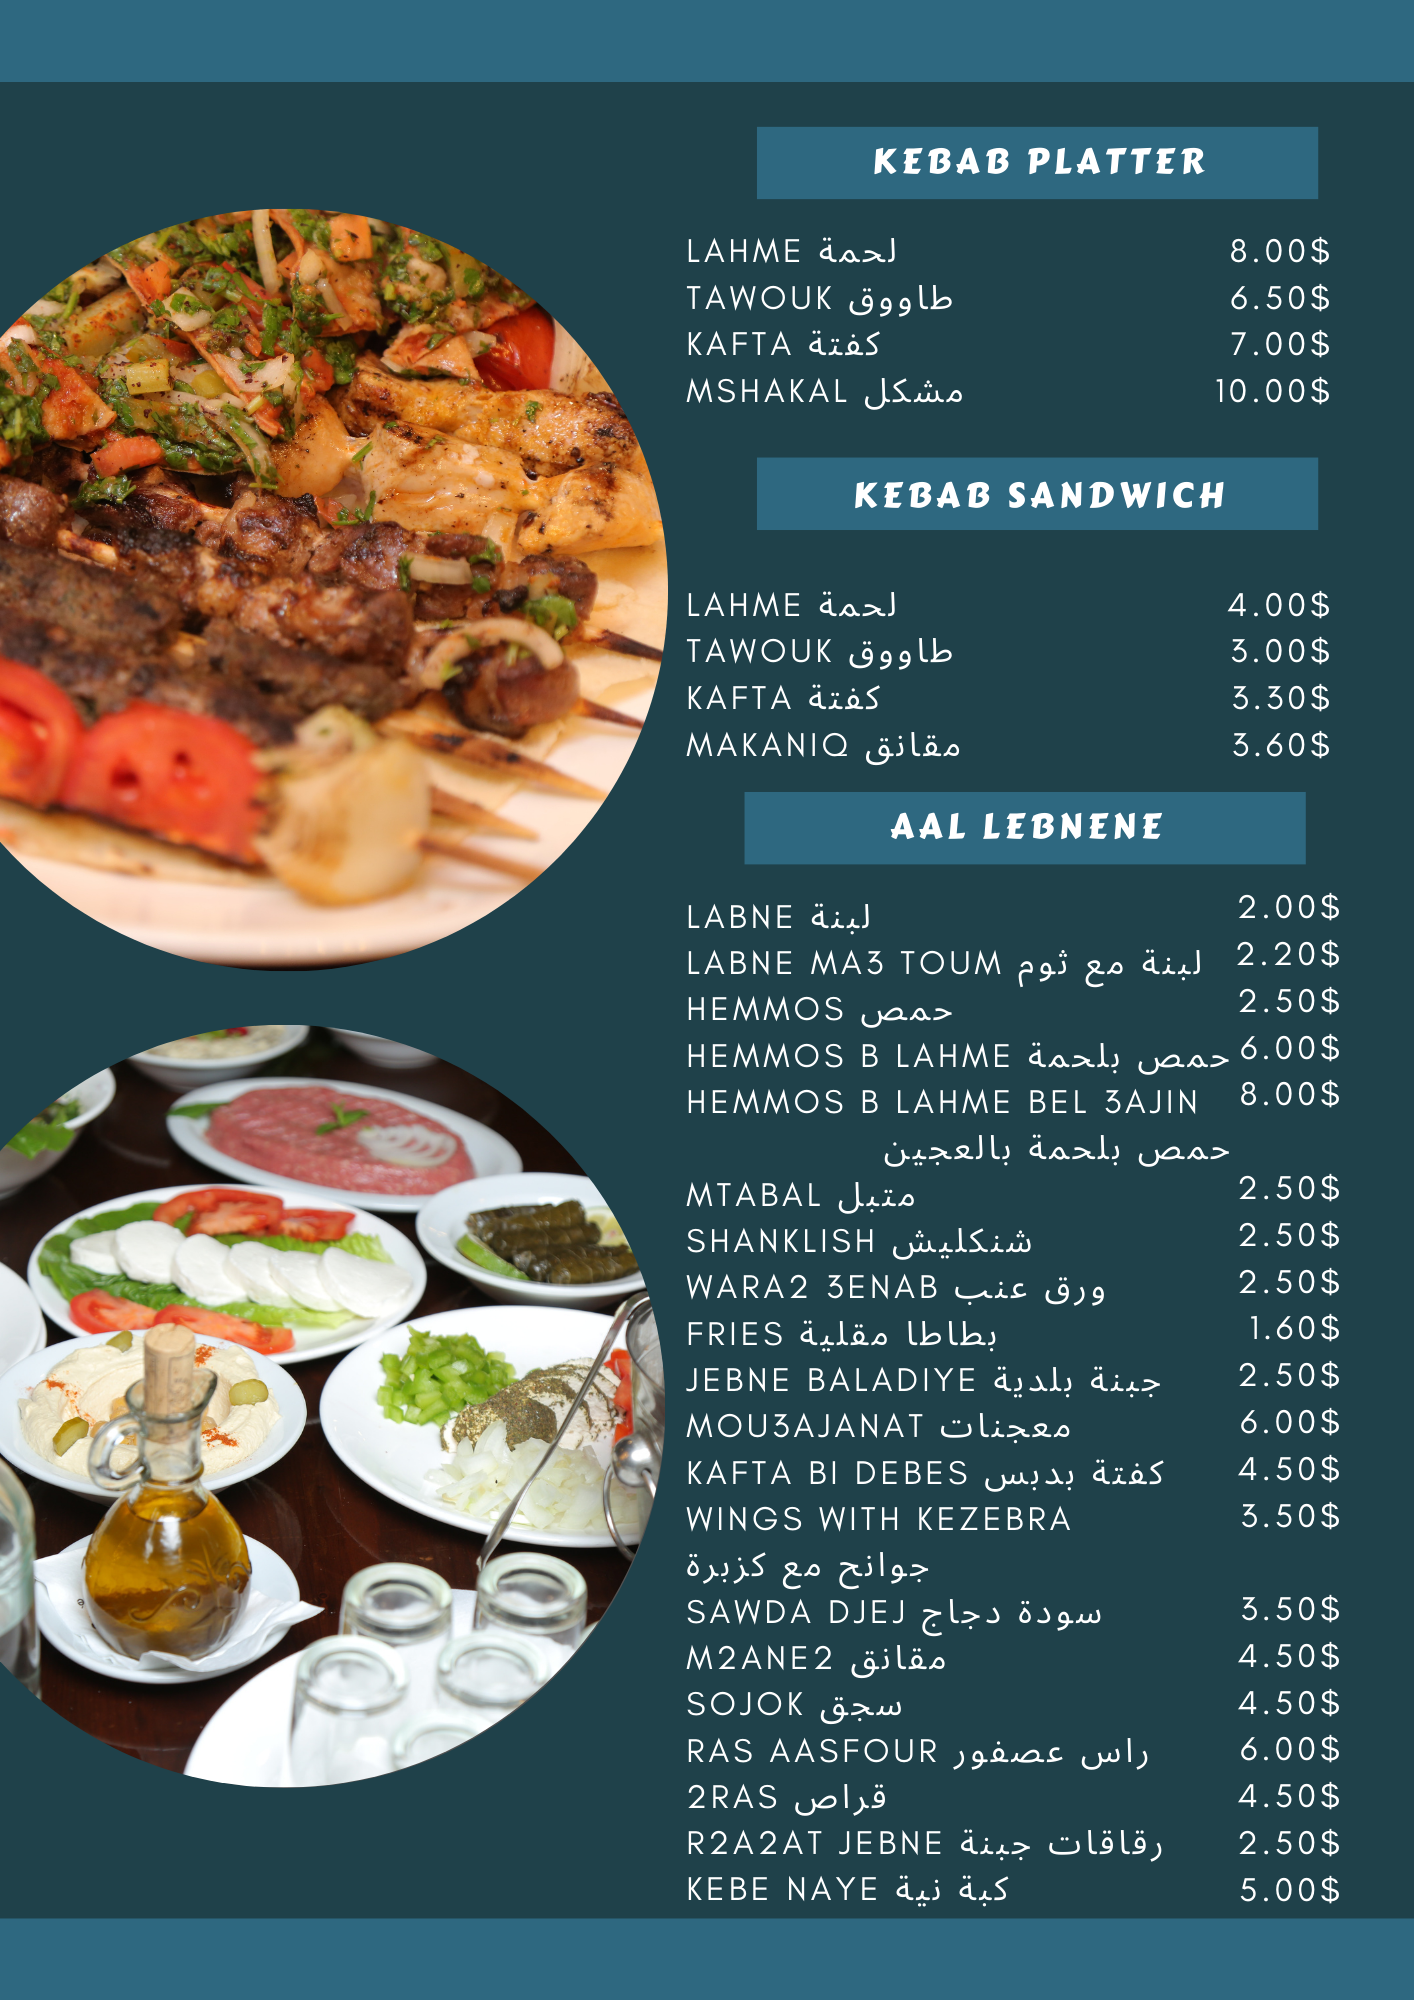 KEBAB PLATTER
LAHME لحمة 8.00$
TAWOUK طاووق 6.50$
KAFTA كفتة 7.00$
MSHAKAL مشكل 10.00$
KEBAB SANDWICH
LAHME لحمة 4.00$
TAWOUK طاووق 3.00$
KAFTA كفتة 3.30$
MAKANIQ مقانق 3.60$
AAL LEBNENE
LABNE لبنة 2.00$
LABNE MA3 TOUM لبنة مع ثوم 2.20$
HEMMOS حمص 2.50$
HEMMOS B LAHME حمص بلحمة 6.00$
HEMMOS B LAHME BEL 3AJIN 8.00$
حمص بلحمة بالعجين
MTABAL متبل 2.50$
SHANKLISH شنكليش 2.50$
WARA2 3ENAB ورق عنب 2.50$
FRIES بطاطا مقلية 1.60$
JEBNE BALADIYE جبنة بلدية 2.50$
MOU3AJANAT معجنات 6.00$
KAFTA BI DEBES كفتة بدبس 4.50$
WINGS WITH KEZEBRA 3.50$
جوانح مع كزبرة
SAWDA DJEJ سودة دجاج 3.50$
M2ANE2 مقانق 4.50$
SOJOK سجق 4.50$
RAS AASFOUR راس عصفور 6.00$
2RAS قراص 4.50$
R2A2AT JEBNE رقاقات جبنة 2.50$
KEBE NAYE كبة نية 5.00$